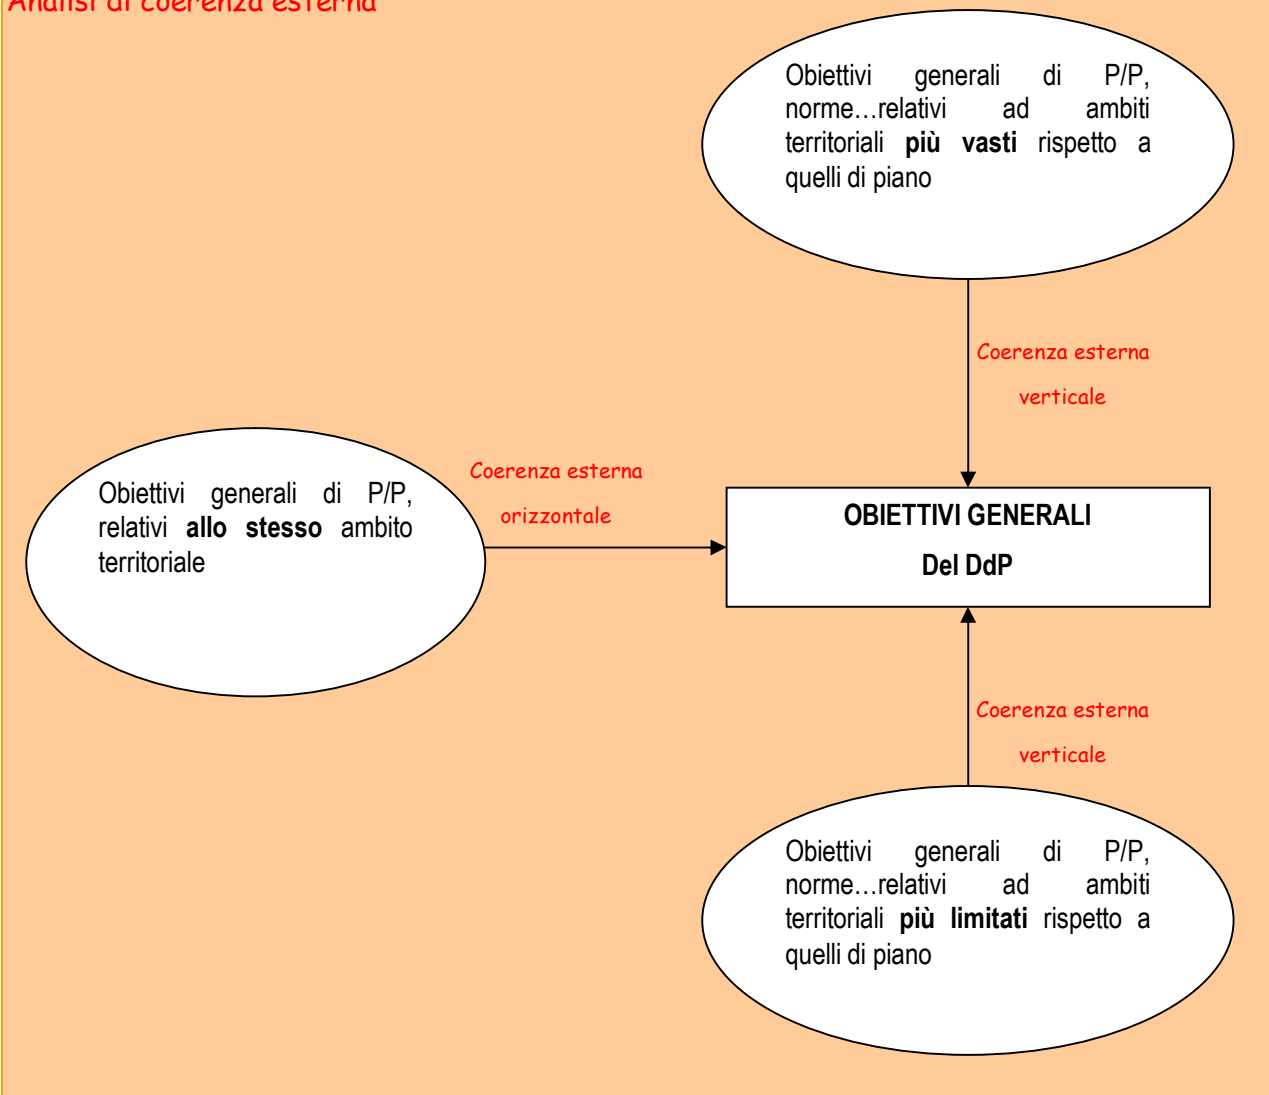 Analisi di coerenza esterna
Obiettivi generali di P/P,
norme…relativi ad ambiti
territoriali più vasti rispetto a
quelli di piano
Coerenza esterna
verticale
Obiettivi generali di P/P,
relativi allo stesso ambito
territoriale
Coerenza esterna
orizzontale
OBIETTIVI GENERALI
Del DdP
Coerenza esterna
verticale
Obiettivi generali di P/P,
norme…relativi ad ambiti
territoriali più limitati rispetto a
quelli di piano